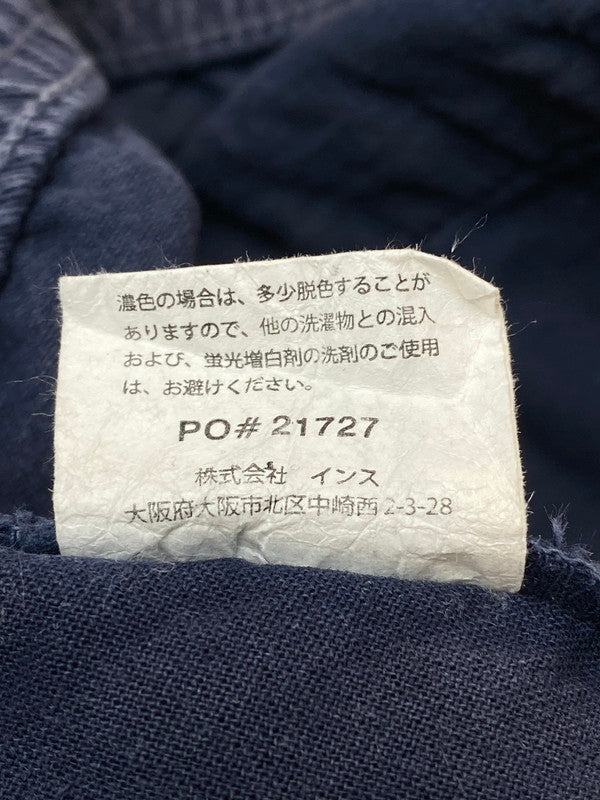 濃色の場合は、多少脱色することが
ありますので、他の洗濯物との混入
および、蛍光増白剤の洗剤のご使用
は、お避けください。
PO# 21727
株式会社 インス
大阪府大阪市北区中崎西 2-3-28